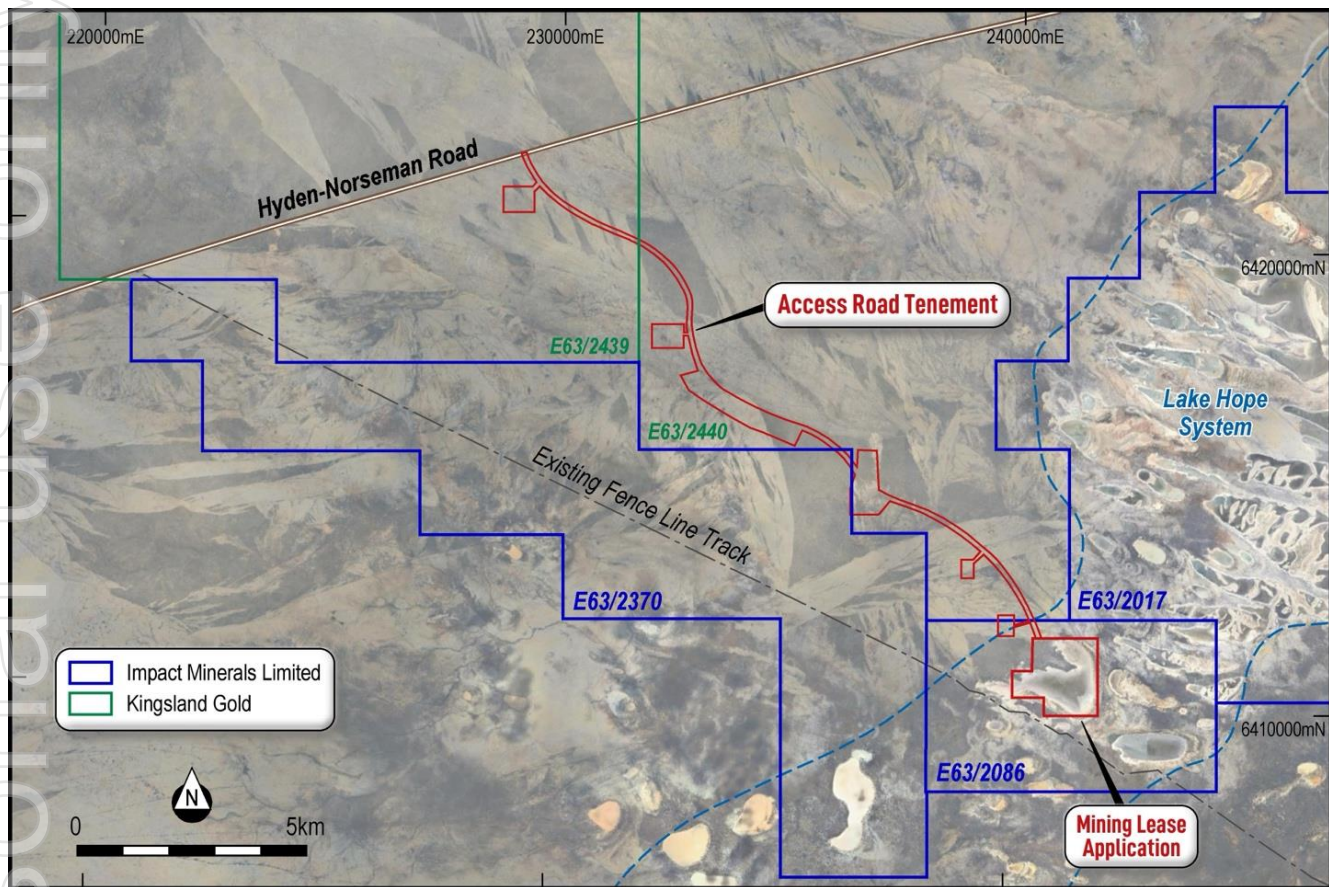 220000mE
230000mE
240000mE
Hyden-Norseman Road
6420000mN
Access Road Tenement
E63/2439
Lake Hope
System
E63/2440
Existing Fence Line Track
E63/2370
E63/2017
Impact Minerals Limited
Kingsland Gold
6410000mN
E63/2086
N
0
5km
Mining Lease
Application